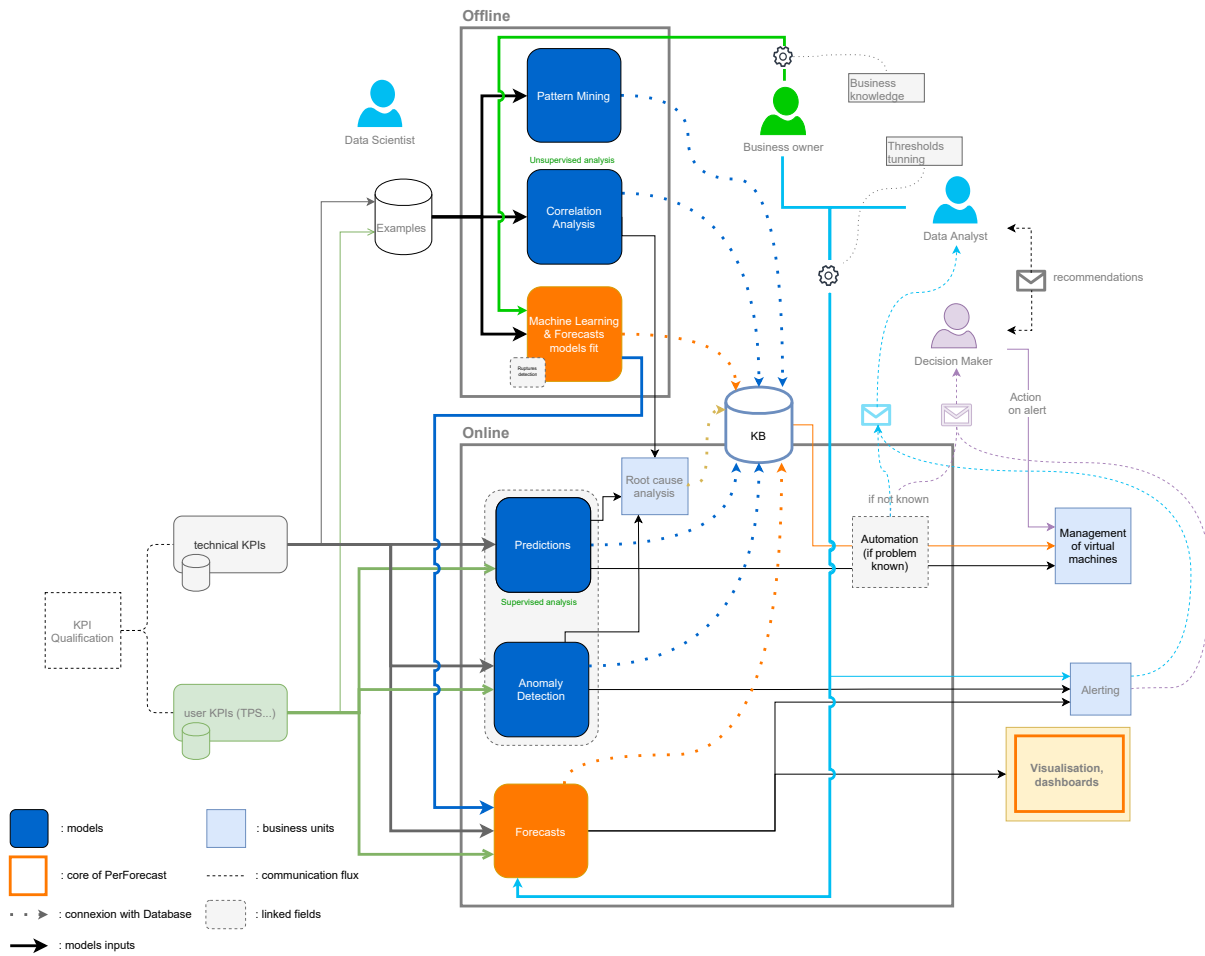 Offline
Pattern Mining
Business
knowledge
Data Scientist
Business owner
Thresholds
tunning
Unsupervised analysis
Examples
Correlation
Analysis
Data Analyst
recommendations
Machine Learning
& Forecasts
models fit
Ruptures
detection
Decision Maker
Action
on alert
Online
KB
Root cause
analysis
if not known
technical KPIs
Predictions
Automation
(if problem
known)
Management
of virtual
machines
Supervised analysis
KPI
Qualification
user KPIs (TPS...)
Anomaly
Detection
Alerting
Visualisation,
dashboards
Forecasts
: models
: business units
: core of PerForecast
: communication flux
: connexion with Database
: linked fields
: models inputs